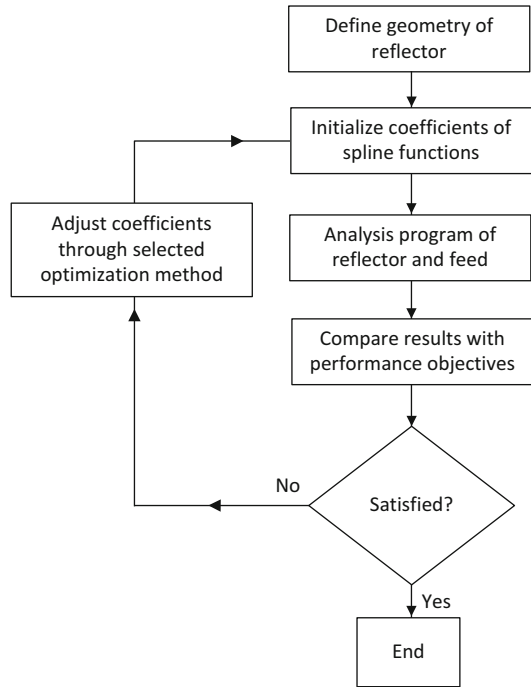 Define geometry of
reflector
Initialize coefficients of
spline functions
Adjust coefficients
through selected
optimization method
Analysis program of
reflector and feed
Compare results with
performance objectives
No
Satisfied?
Yes
End